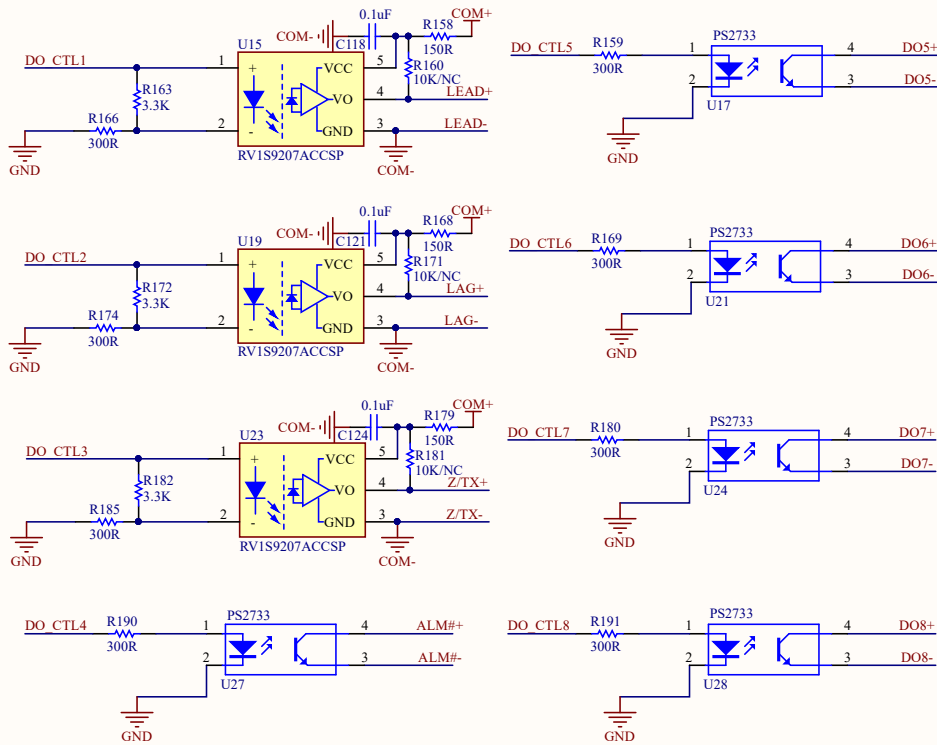 COM+
0.1uF
R158
COM-
C118
150R
U15
R160
10K/NC
DO_CTL1
1
+
VCC
5
R163
3.3K
VO
4
LEAD+
R166
300R
2
-
GND
3
LEAD-
GND
RV1S9207ACCSP
COM-
DO_CTL5
R159
300R
PS2733
1
4
DO5+
2
3
DO5-
U17
GND
COM+
0.1uF
R168
COM-
C121
150R
U19
R171
10K/NC
DO_CTL2
1
+
VCC
5
R172
3.3K
VO
4
LAG+
R174
300R
2
-
GND
3
LAG-
GND
RV1S9207ACCSP
COM-
DO_CTL6
R169
300R
PS2733
1
4
DO6+
2
3
DO6-
U21
GND
COM+
0.1uF
R179
COM-
C124
150R
U23
R181
10K/NC
DO_CTL3
1
+
VCC
5
R182
3.3K
VO
4
Z/TX+
R185
300R
2
-
GND
3
Z/TX-
GND
RV1S9207ACCSP
COM-
DO_CTL7
R180
300R
PS2733
1
4
DO7+
2
3
DO7-
U24
GND
DO_CTL4
R190
300R
PS2733
1
4
ALM#+
2
3
ALM#-
U27
GND
DO_CTL8
R191
300R
PS2733
1
4
DO8+
2
3
DO8-
U28
GND